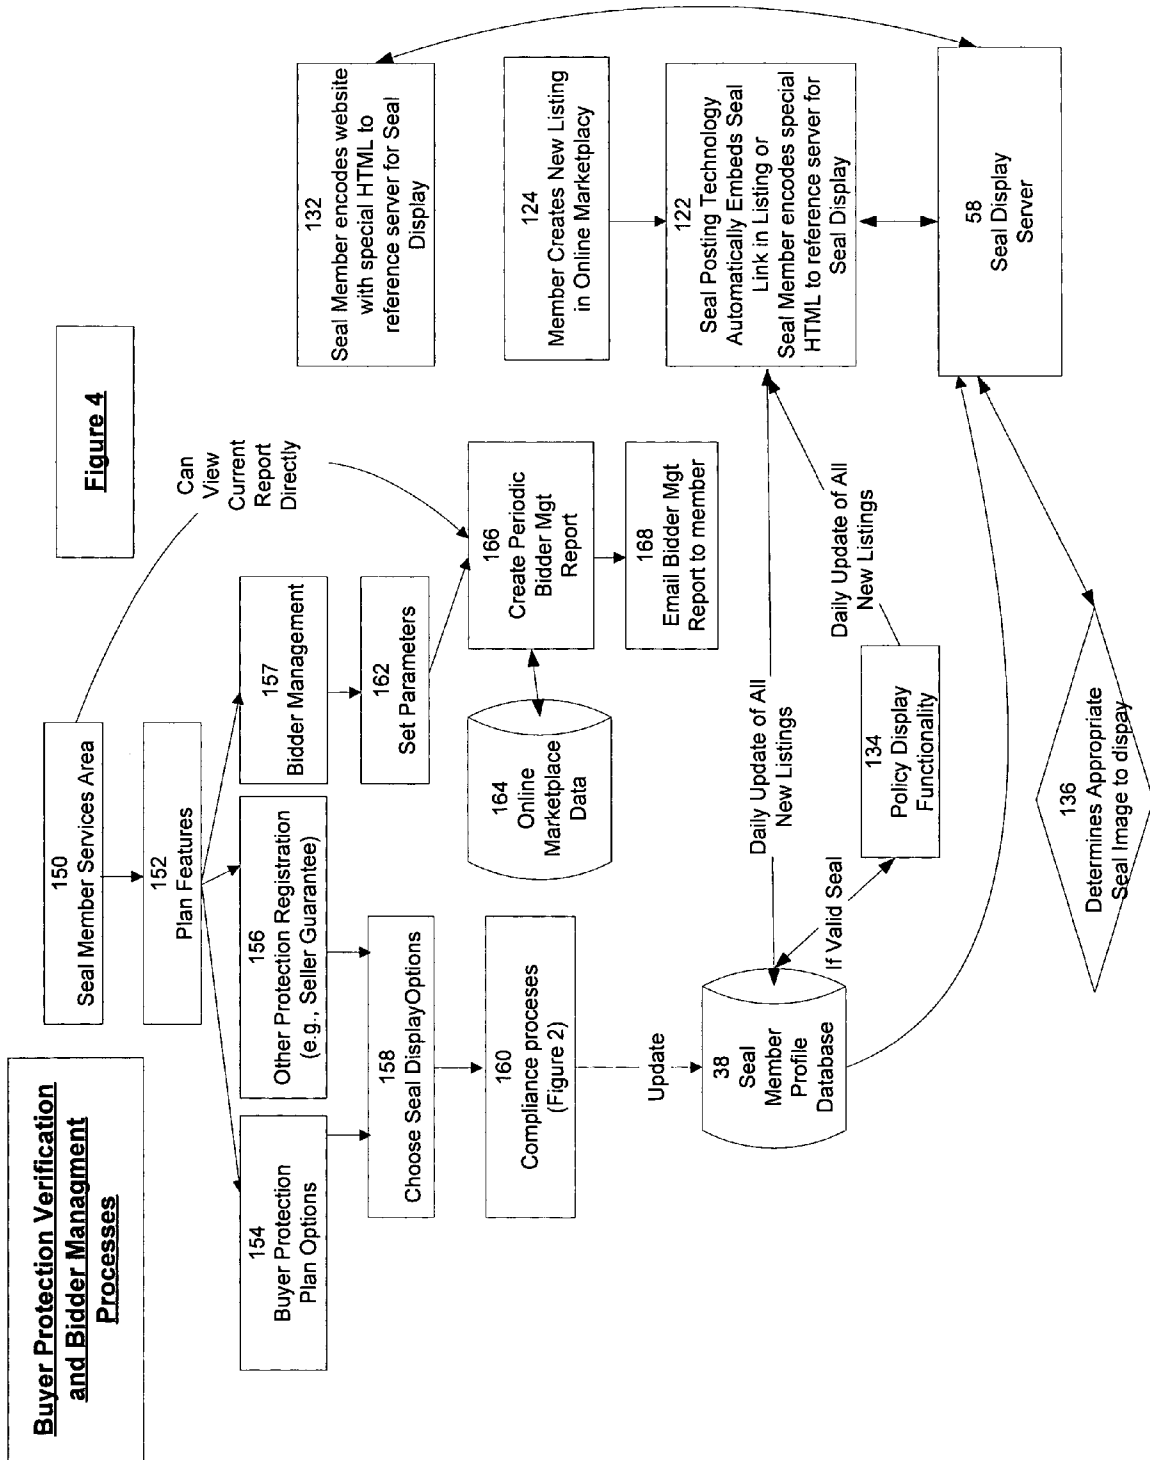 Buyer Protection Verification
and Bidder Managment
Processes
Figure 4
150
Seal Member Services Area
152
Plan Features
154
Buyer Protection
Plan Options
156
Other Protection Registration
(e.g., Seller Guarantee)
157
Bidder Management
Can
View
Current
Report
Directly
158
Choose Seal DisplayOptions
162
Set Parameters
160
Compliance proceses
(Figure 2)
164
Online
Marketplace
Data
166
Create Periodic
Bidder Mgt
Report
168
Email Bidder Mgt
Report to member
Update
38
Seal
Member
Profile
Database
If Valid Seal
Daily Update of All
New Listings
134
Policy Display
Functionality
Daily Update of All
New Listings
132
Seal Member encodes website
with special HTML to
reference server for Seal
Display
124
Member Creates New Listing
in Online Marketplacy
122
Seal Posting Technology
Automatically Embeds Seal
Link in Listing or
Seal Member encodes special
HTML to reference server for
Seal Display
58
Seal Display
Server
136
Determines Appropriate
Seal Image to dispay